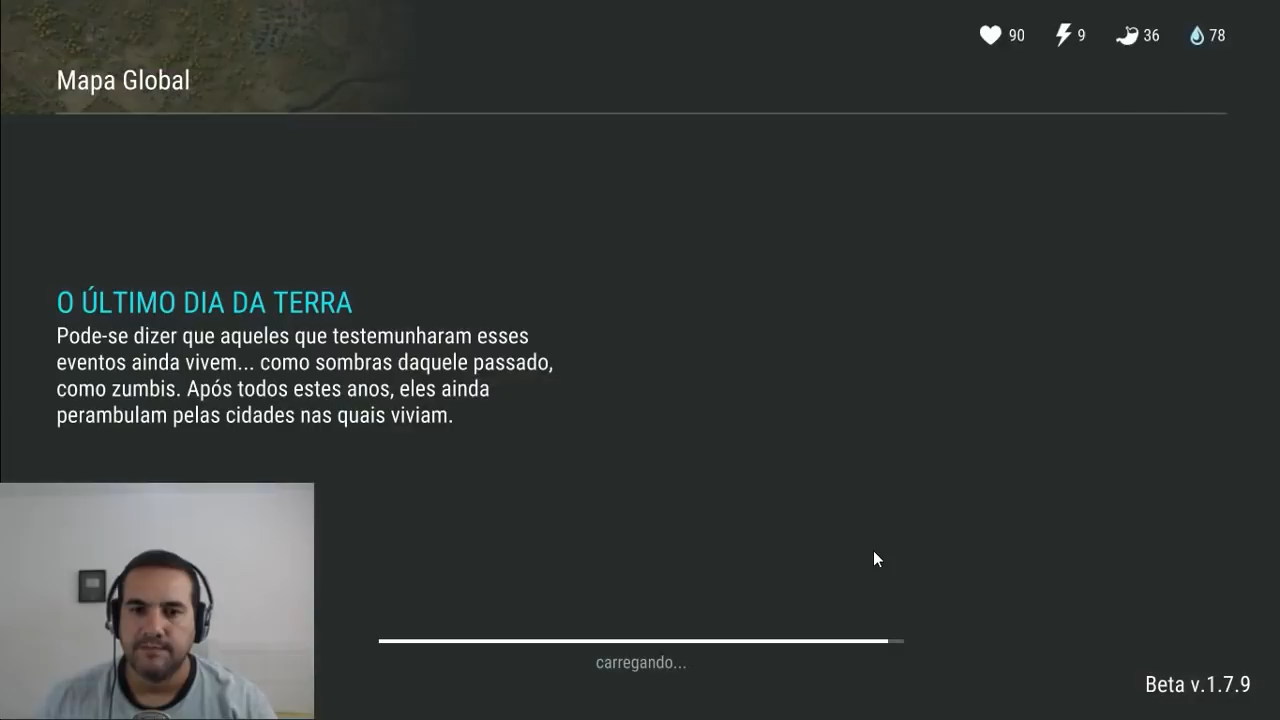 90 9 36 78
Mapa Global
O ÚLTIMO DIA DA TERRA
Pode-se dizer que aqueles que testemunharam esses
eventos ainda vivem... como sombras daquele passado,
como zumbis. Após todos estes anos, eles ainda
perambulam pelas cidades nas quais viviam.
carregando...
Beta v.1.7.9